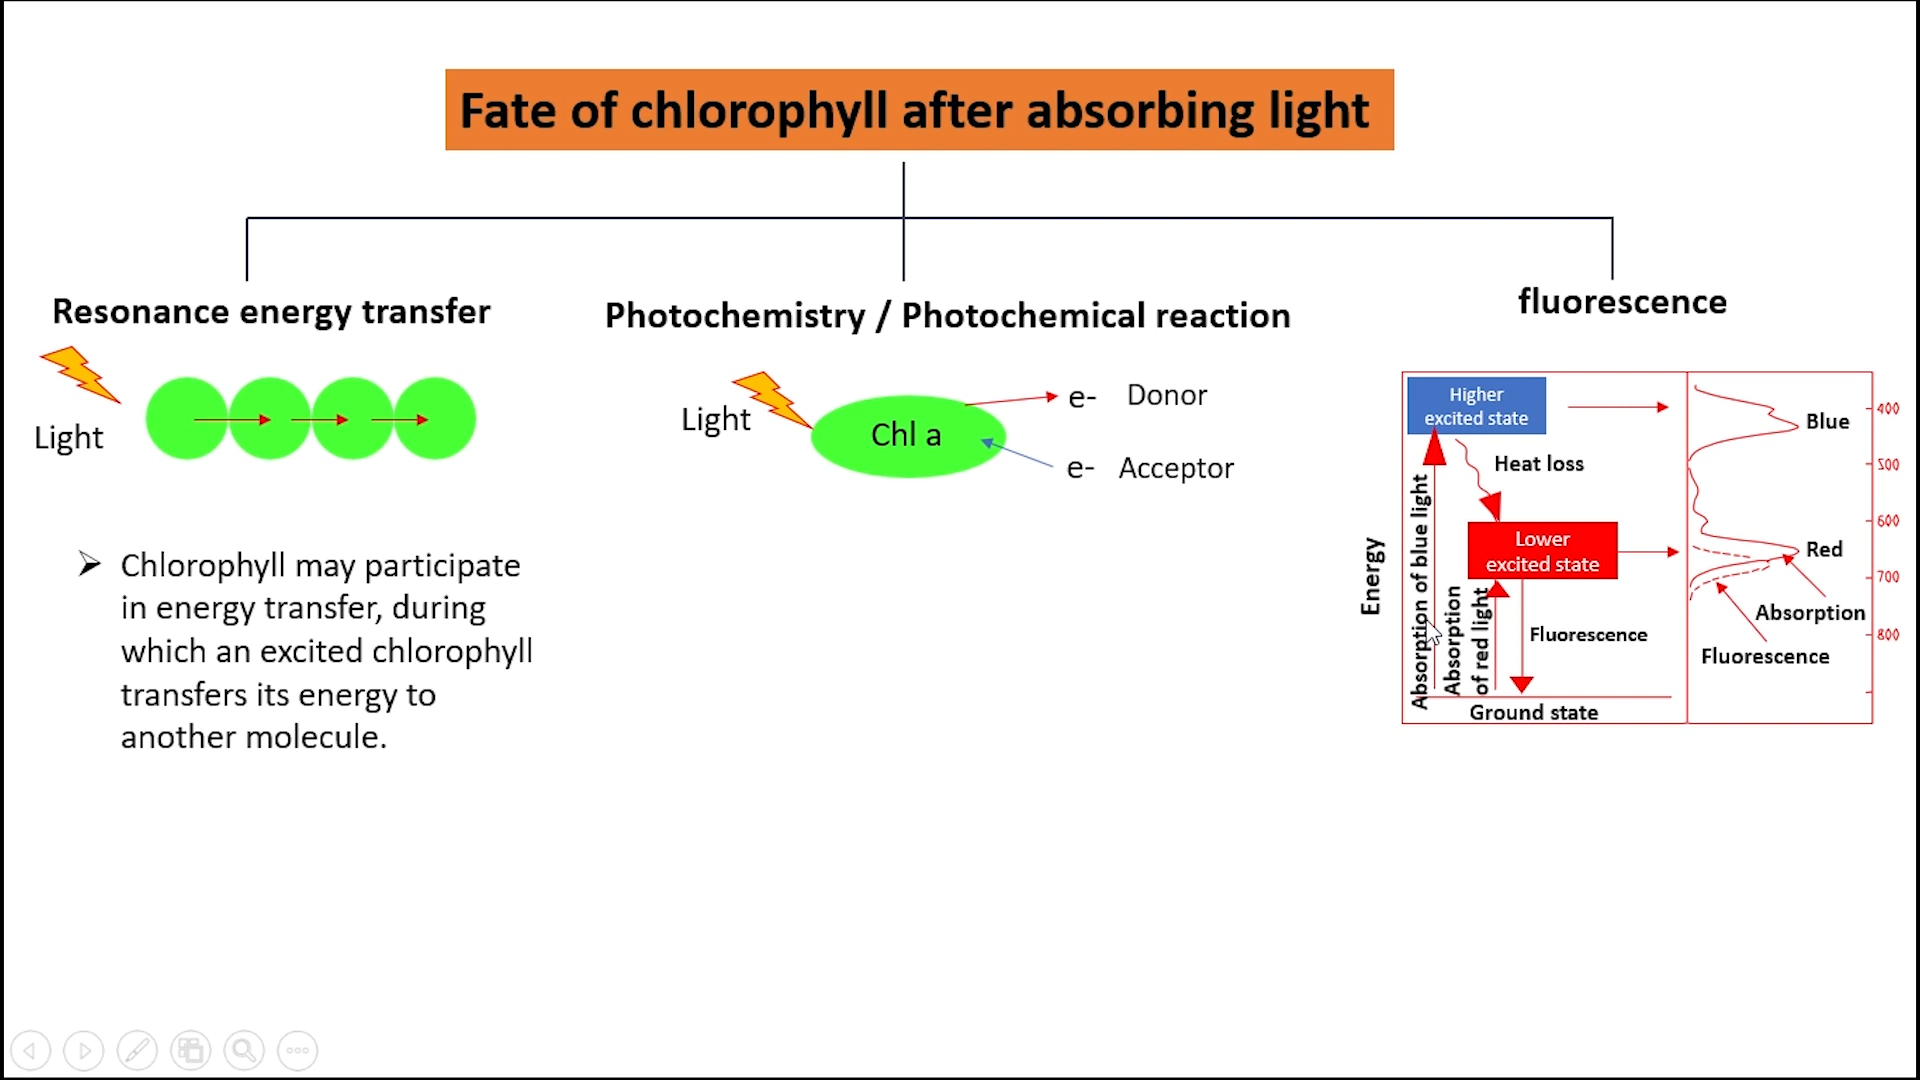 Fate of chlorophyll after absorbing light
Resonance energy transfer
Light
➢ Chlorophyll may participate
in energy transfer, during
which an excited chlorophyll
transfers its energy to
another molecule.
Photochemistry / Photochemical reaction
Light
Chl a
e- Donor
e- Acceptor
fluorescence
Energy
Higher
excited state
Heat loss
Lower
excited state
Absorption of blue light
Absorption
of red light
Fluorescence
Ground state
Blue
Red
Absorption
Fluorescence
400
500
600
700
800